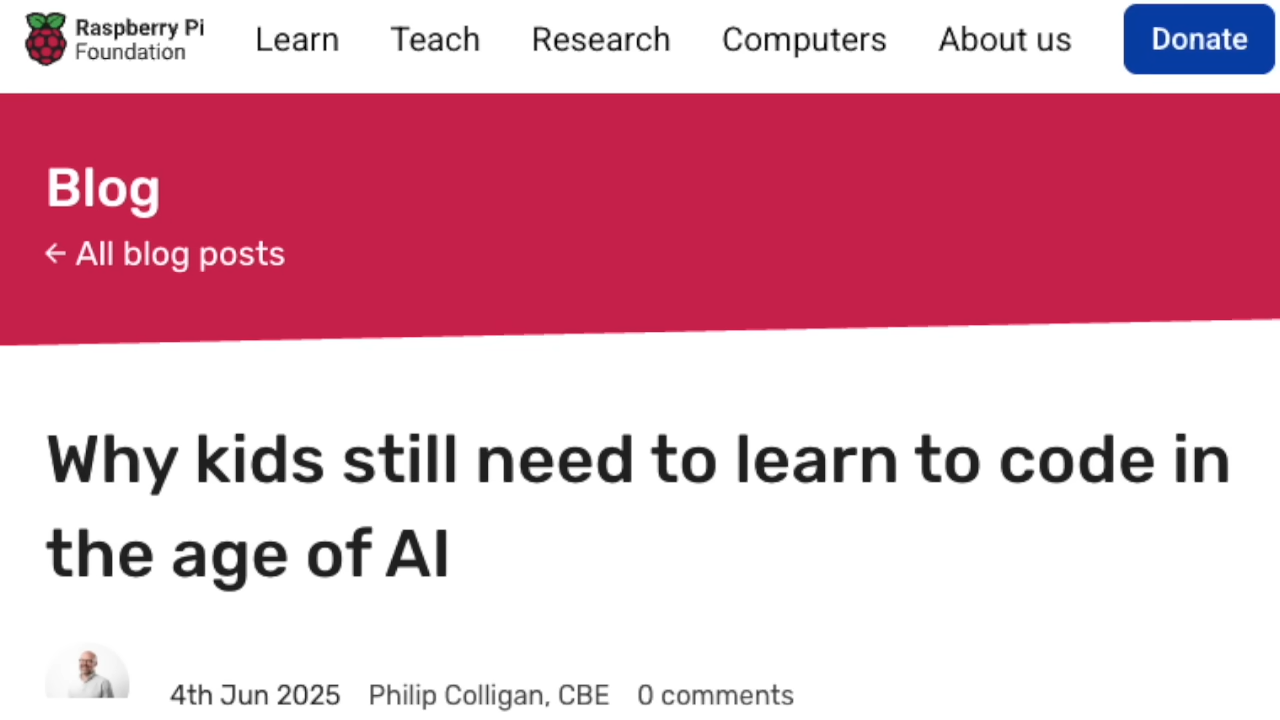 Raspberry Pi
Foundation
Learn
Teach
Research
Computers
About us
Donate
Blog
← All blog posts
Why kids still need to learn to code in
the age of AI
4th Jun 2025 Philip Colligan, CBE 0 comments